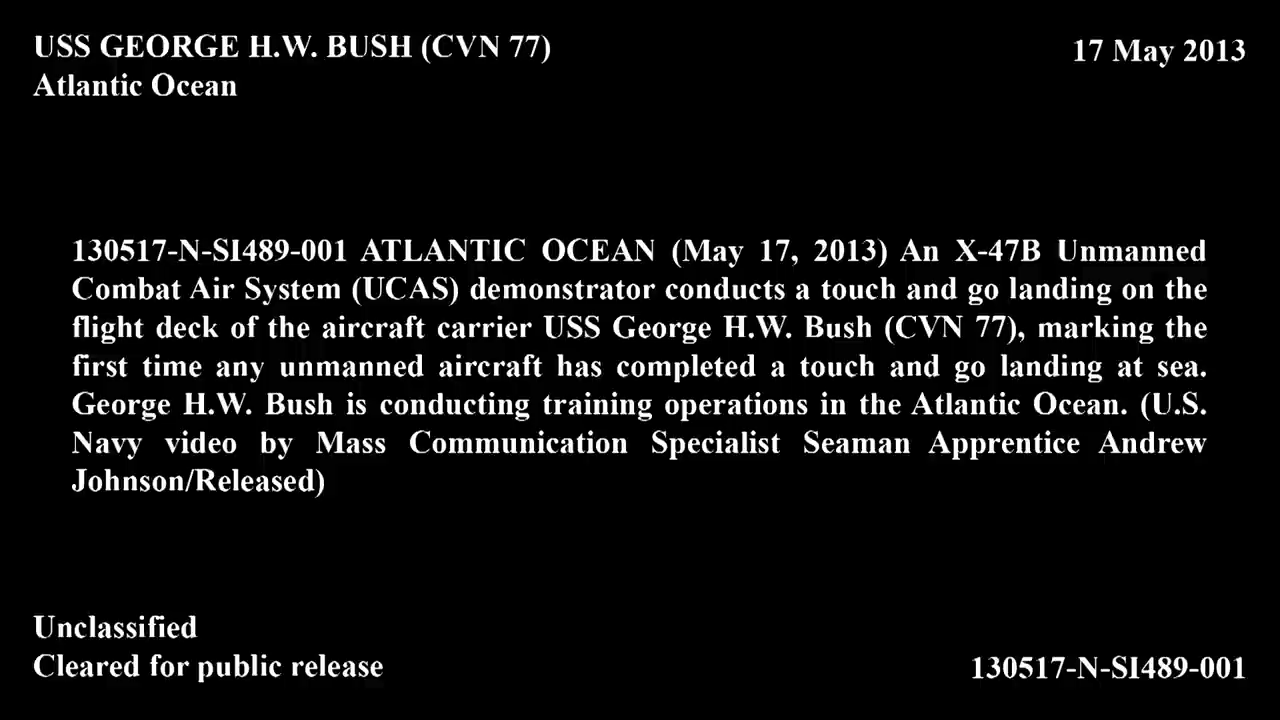 USS GEORGE H.W. BUSH (CVN 77)
Atlantic Ocean
17 May 2013
130517-N-SI489-001 ATLANTIC OCEAN (May 17, 2013) An X-47B Unmanned
Combat Air System (UCAS) demonstrator conducts a touch and go landing on the
flight deck of the aircraft carrier USS George H.W. Bush (CVN 77), marking the
first time any unmanned aircraft has completed a touch and go landing at sea.
George H.W. Bush is conducting training operations in the Atlantic Ocean. (U.S.
Navy video by Mass Communication Specialist Seaman Apprentice Andrew
Johnson/Released)
Unclassified
Cleared for public release
130517-N-SI489-001